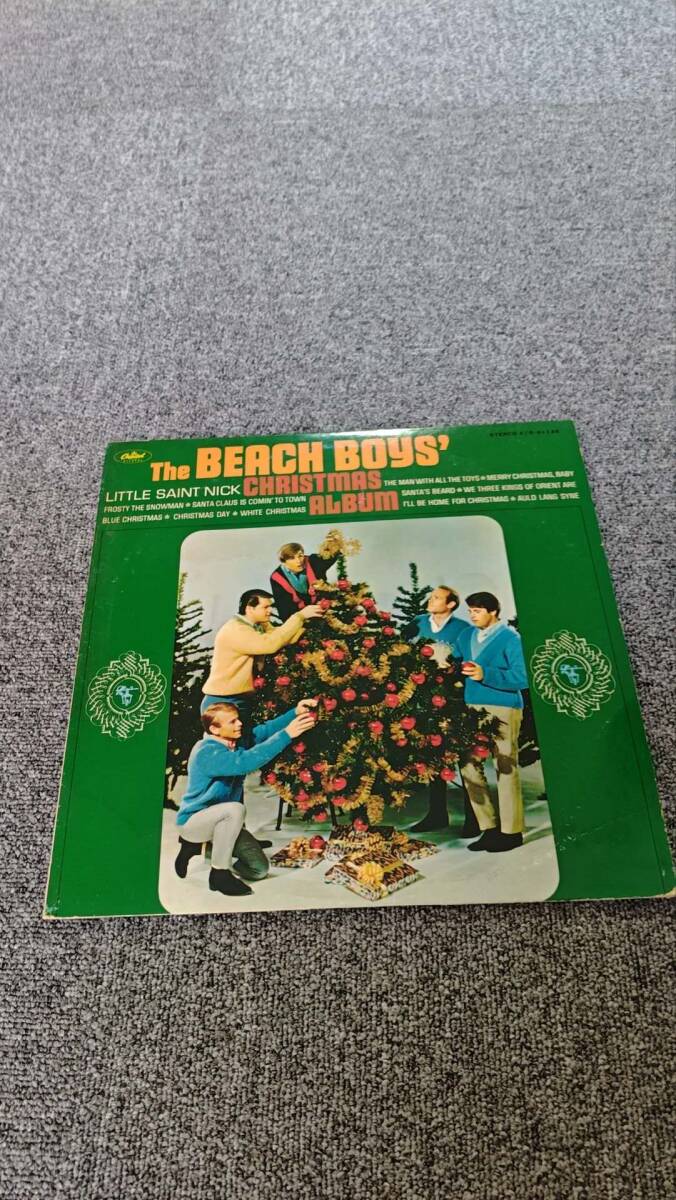 Capitol
The BEACH BOYS'
CHRISTMAS
ALBUM
LITTLE SAINT NICK
FROSTY THE SNOWMAN ★ SANTA CLAUS IS COMIN' TO TOWN
BLUE CHRISTMAS ★ CHRISTMAS DAY ★ WHITE CHRISTMAS
THE MAN WITH ALL THE TOYS ★ MERRY CHRISTMAS, BABY
SANTA'S BEARD ★ WE THREE KINGS OF ORIENT ARE
I'LL BE HOME FOR CHRISTMAS ★ AULD LANG SYNE
STEREO